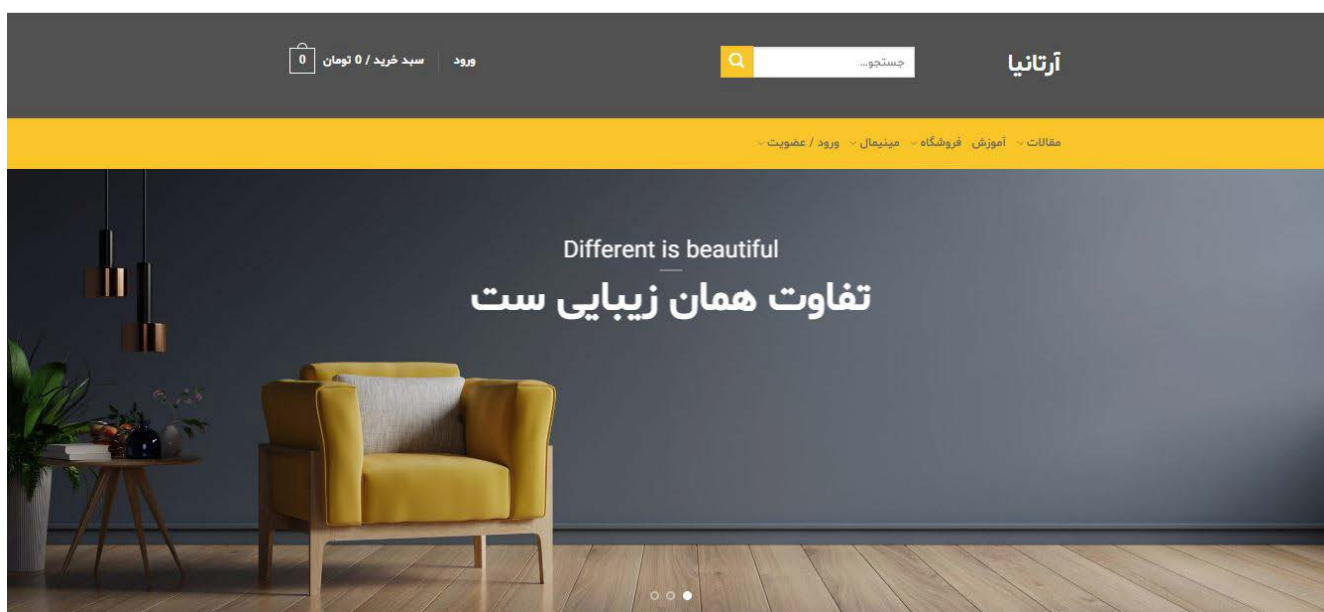 آرتانیا
جستجو...
ورود
سبد خرید / 0 تومان 0
مقالات آموزش فروشگاه مینیمال ورود / عضویت
Different is beautiful
تفاوت همان زیبایی ست